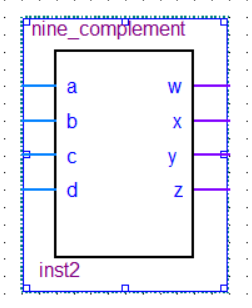 nine_complement
a w
b x
c y
d z
inst2